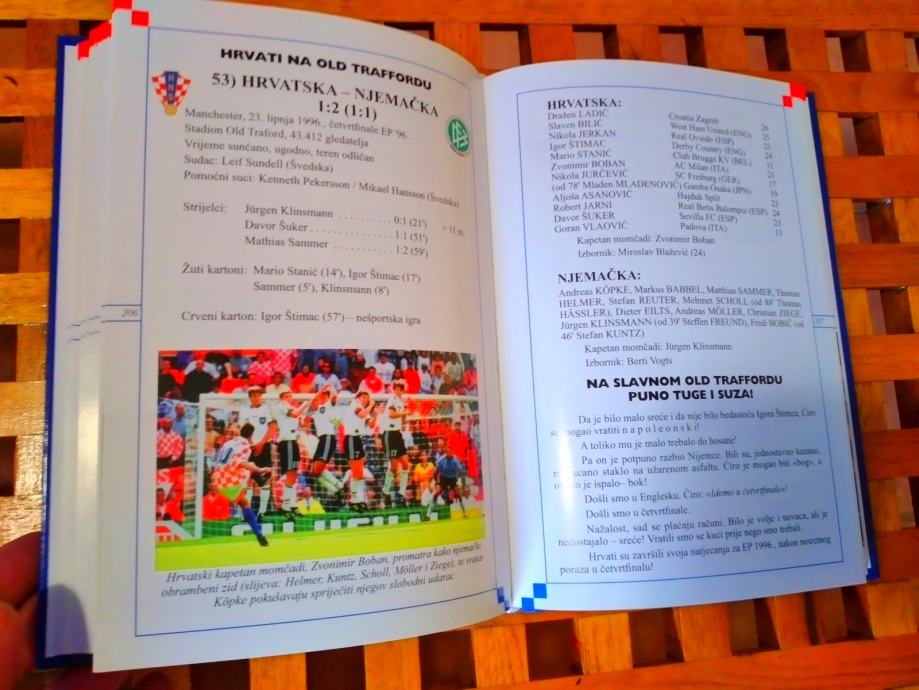 HRVATI NA OLD TRAFFORDU
53) HRVATSKA – NJEMAČKA
1:2 (1:1)
Manchester, 23. lipnja 1996., četvrtfinale EP '96.
Stadion Old Traford, 43.412 gledatelja
Vrijeme sunčano, ugodno, teren odličan
Sudac: Leif Sundell (Švedska)
Pomoćni suci: Kenneth Pekersson / Mikael Hansson (Švedska)
Strijelci: Jürgen Klinsmann . . . . . . . . . 0:1 (21')
Davor Šuker . . . . . . . . . . . . . . 1:1 (51')
> 11 m.
Mathias Sammer . . . . . . . . . . 1:2 (59')
Žuti kartoni: Mario Stanić (14'), Igor Štimac (17')
Sammer (5'), Klinsmann (8')
Crveni karton: Igor Štimac (57') – nešportska igra
206
Hrvatski kapetan momčadi, Zvonimir Boban, promatra kako njemački
obrambeni zid (slijeva: Helmer, Kuntz, Scholl, Möller i Ziege), te vratar
Köpke pokušavaju spriječiti njegov slobodni udarac
HRVATSKA:
Dražen LADIĆ Croatia Zagreb 26
Slaven BILIĆ West Ham United (ENG) 25
Nikola JERKAN Real Oviedo (ESP) 23
Igor ŠTIMAC Derby Country (ENG) 24
Mario STANIĆ Club Brugge KV (BEL) 11
Zvonimir BOBAN AC Milan (ITA) 23
Nikola JURČEVIĆ SC Freiburg (GER) 17
(od 78' Mladen MLADENOVIĆ) Gamba Osaka (JPN) 19
Aljoša ASANOVIĆ Hajduk Split 23
Robert JARNI Real Betis Balompie (ESP) 24
Davor ŠUKER Sevilla FC (ESP) 23
Goran VLAOVIĆ Padova (ITA) 13
Kapetan momčadi: Zvonimir Boban
Izbornik: Miroslav Blažević (24)
NJEMAČKA:
Andreas KÖPKE, Markus BABBEL, Matthias SAMMER, Thomas
HELMER, Stefan REUTER, Mehmet SCHOLL (od 88' Thomas
HÄSSLER), Dieter EILTS, Andreas MÖLLER, Christian ZIEGE,
Jürgen KLINSMANN (od 39' Steffen FREUND), Fredi BOBIĆ (od
46' Stefan KUNTZ)
Kapetan momčadi: Jürgen Klinsmann
Izbornik: Berti Vogts
NA SLAVNOM OLD TRAFFORDU
PUNO TUGE I SUZA!
Da je bilo malo sreće i da nije bilo bedastoća Igora Štimca, Ćiro
se mogao vratiti n a p o l e o n s k i !
A toliko mu je malo trebalo do hosane!
Pa on je potpuno razbio Nijemce. Bili su, jednostavno kazano,
staklo na užarenom asfaltu. Ćiro je mogao biti »bog«, a
je ispalo– bok!
Došli smo u Englesku. Ćiro: »Idemo u četvrtfinale«!
Došli smo u četvrtfinale.
Nažalost, sad se plaćaju računi. Bilo je volje i novaca, ali je
nedostajalo – sreće! Vratili smo se kući prije nego smo trebali.
Hrvati su završili svoja natjecanja za EP 1996., nakon nesretnog
poraza u četvrtfinalu!